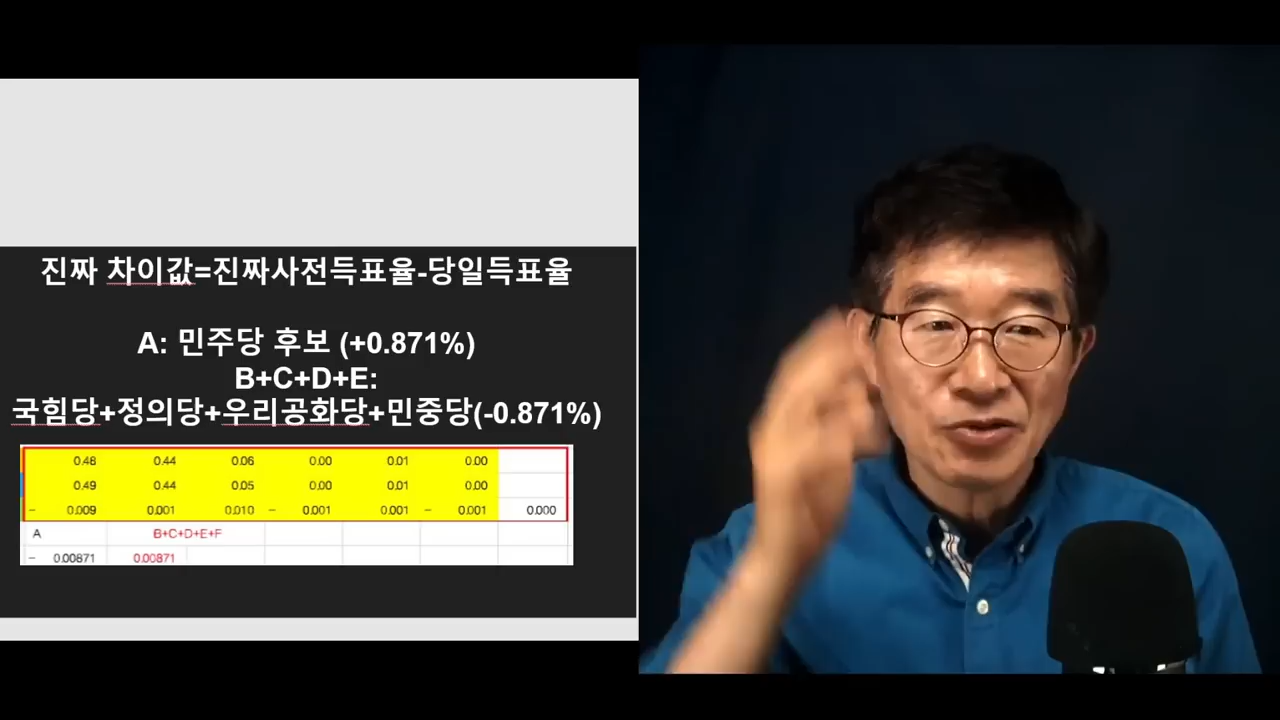 진짜 차이값=진짜사전득표율-당일득표율
A: 민주당 후보 (+0.871%)
B+C+D+E:
국힘당+정의당+우리공화당+민중당(-0.871%)
0.48 0.44 0.06 0.00 0.01 0.00
0.49 0.44 0.05 0.00 0.01 0.00
– 0.009 0.001 0.010 – 0.001 0.001 – 0.001 0.000
A B+C+D+E+F
– 0.00871 0.00871